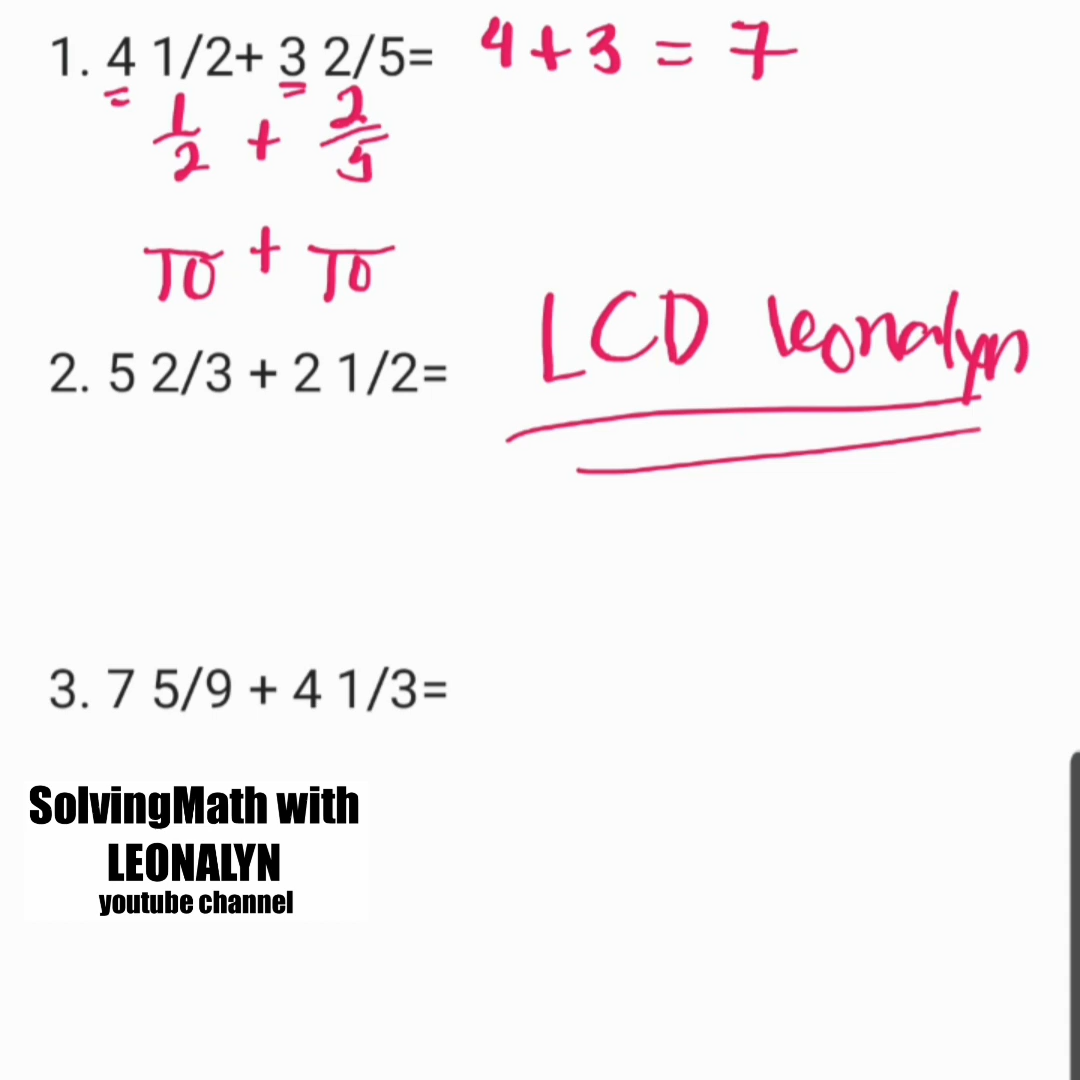 1. 4 1/2+ 3 2/5= 4 + 3 = 7
1/2 + 2/5
/10 + /10
LCD leonalyn
2. 5 2/3 + 2 1/2=
3. 7 5/9 + 4 1/3=
SolvingMath with
LEONALYN
youtube channel